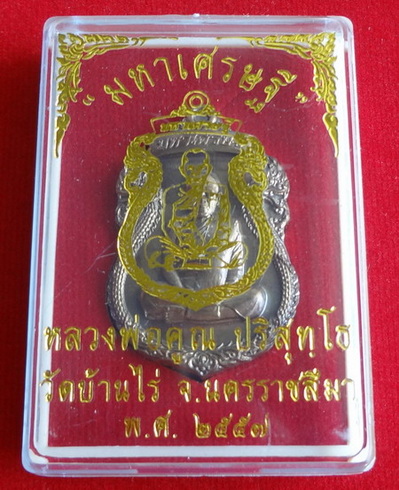 "มหาเศรษฐี"
หลวงพ่อคูณ ปริสุทฺโธ
วัดบ้านไร่ จ.นครราชสีมา
พ.ศ. ๒๕๕๗